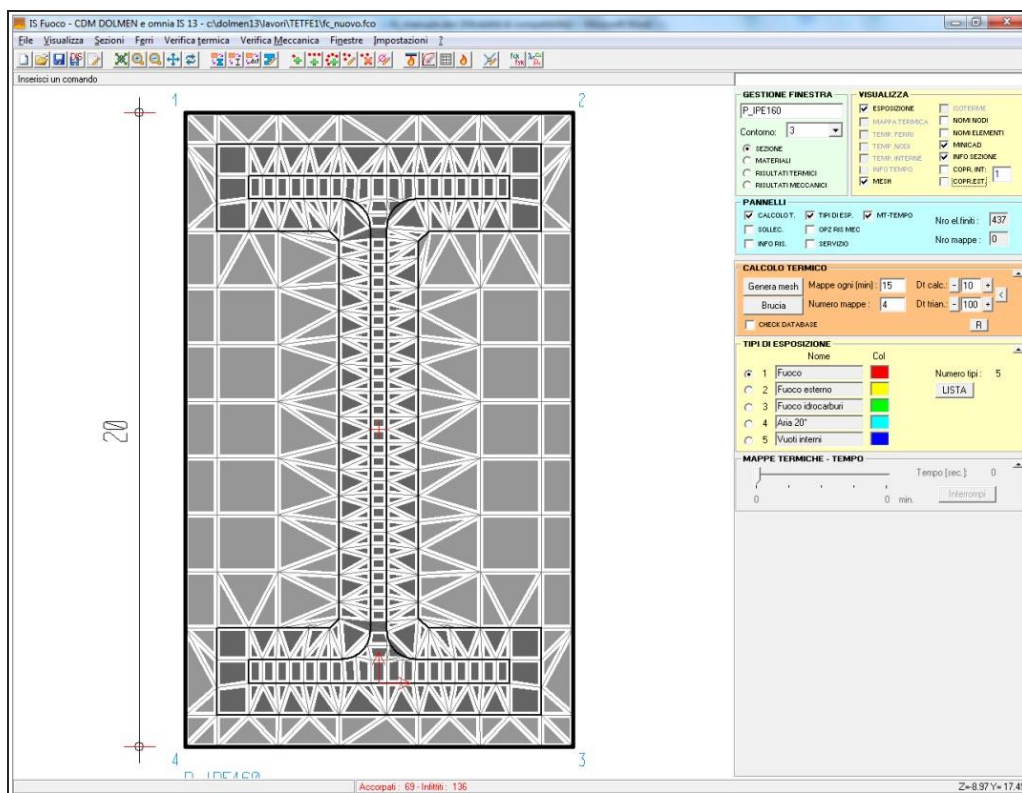 IS Fuoco - CDM DOLMEN e omnia IS 13 - c:\dolmen13\lavori\TETFE1\fc_nuovo.fco
File Visualizza Sezioni Ferri Verifica termica Verifica Meccanica Finestre Impostazioni ?
Inserisci un comando
1 2
20
4 3
P_IPE160
GESTIONE FINESTRA
P_IPE160
Contorno: 3
SEZIONE
MATERIALI
RISULTATI TERMICI
RISULTATI MECCANICI
VISUALIZZA
ESPOSIZIONE ISOTERME
MAPPA TERMICA NOMI NODI
TEMP. FERRI NOMI ELEMENTI
TEMP. NODI MINICAD
TEMP. INTERNE INFO SEZIONE
INFO TEMPO COPR. INT: 1
MESH COPR.EST.:
PANNELLI
CALCOLO T. TIPI DI ESP. MT-TEMPO Nro el.finiti: 437
SOLLEC. OPZ RIS MEC
INFO RIS. SERVIZIO Nro mappe: 0
CALCOLO TERMICO
Genera mesh Mappe ogni (min): 15 Dt calc.: - 10 + <
Brucia Numero mappe: 4 Dt trian.: - 100 +
CHECK DATABASE R
TIPI DI ESPOSIZIONE
Nome Col
1 Fuoco Numero tipi: 5
2 Fuoco esterno LISTA
3 Fuoco idrocarburi
4 Aria 20°
5 Vuoti interni
MAPPE TERMICHE - TEMPO
Tempo [sec.]: 0
0 0 min. Interrompi
Accorpati : 69 - Infittiti : 136
Z=-8.97 Y= 17.49